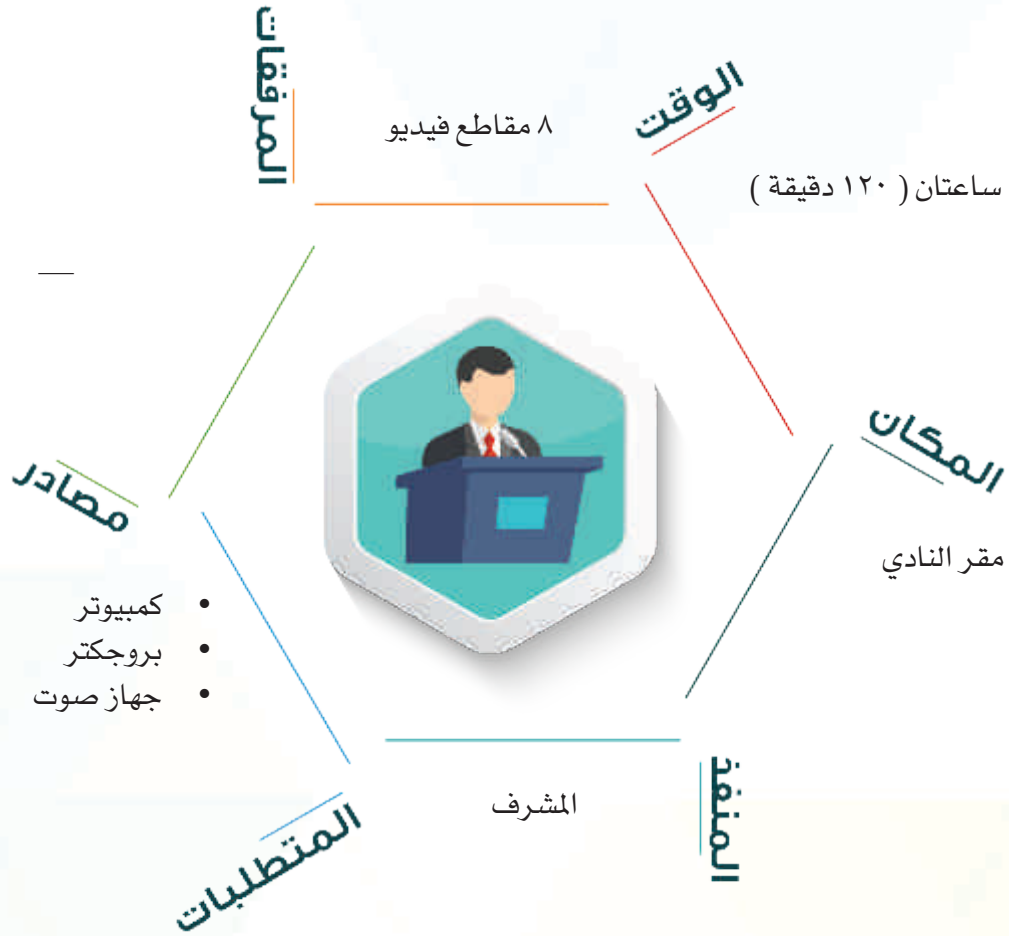 الوقت
ساعتان ( ١٢٠ دقيقة )
المكان
مقر النادي
المنفذ
المشرف
المتطلبات
• كمبيوتر
• بروجكتر
• جهاز صوت
مصادر
—
المرفقات
٨ مقاطع فيديو